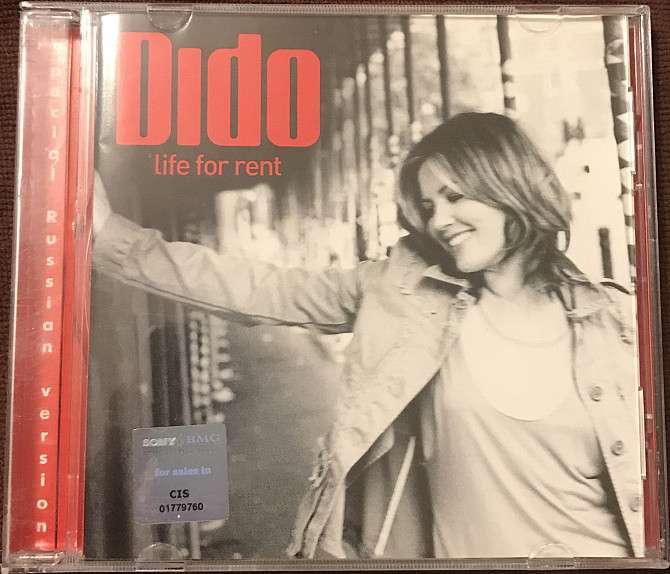 Dido
life for rent
special Russian version
SONY BMG
for sales in
CIS
01779760